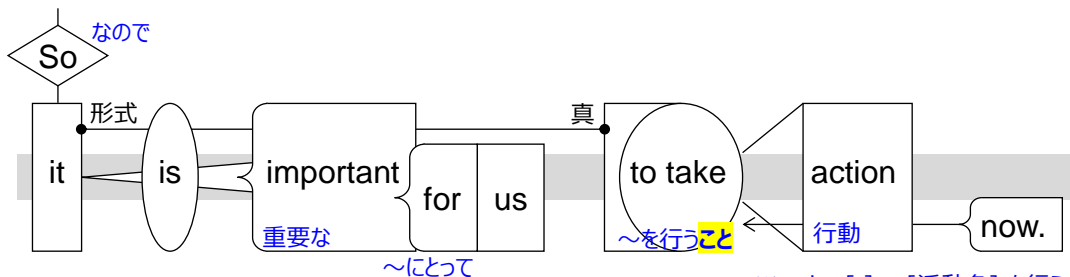 So なので
形式 真
it is important for us to take action now.
重要な ～を行うこと 行動
～にとって